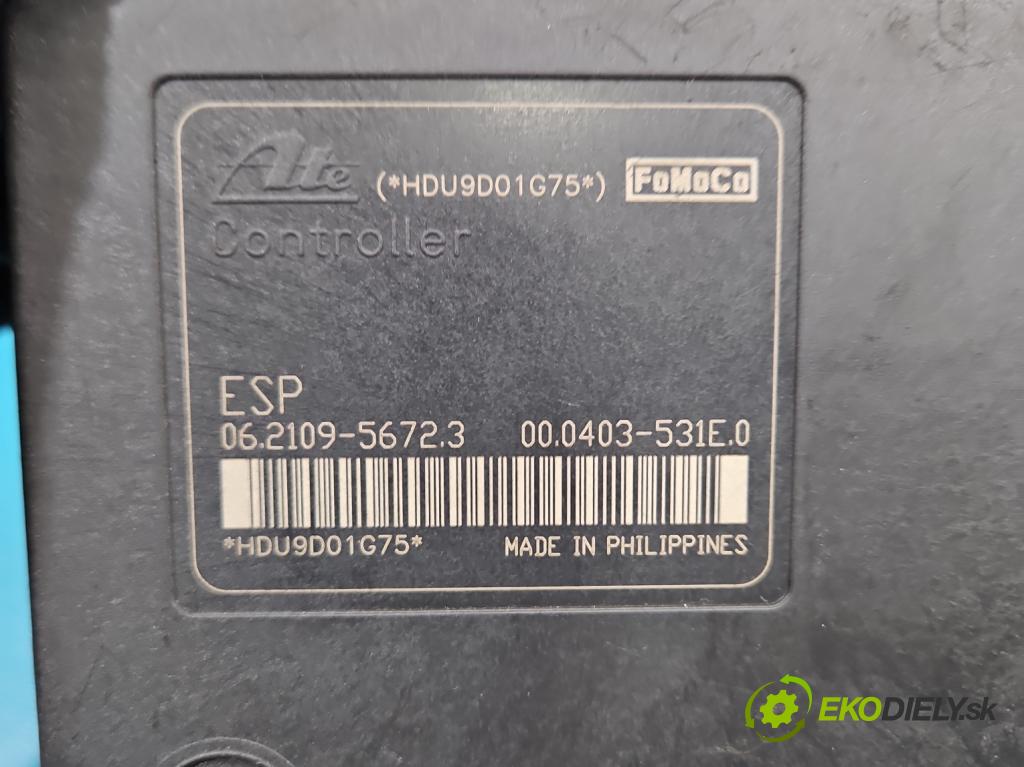 Ate (*HDU9D01G75*) FoMoCo
Controller
ESP
06.2109-5672.3 00.0403-531E.0
*HDU9D01G75* MADE IN PHILIPPINES
EKODIELY.sk